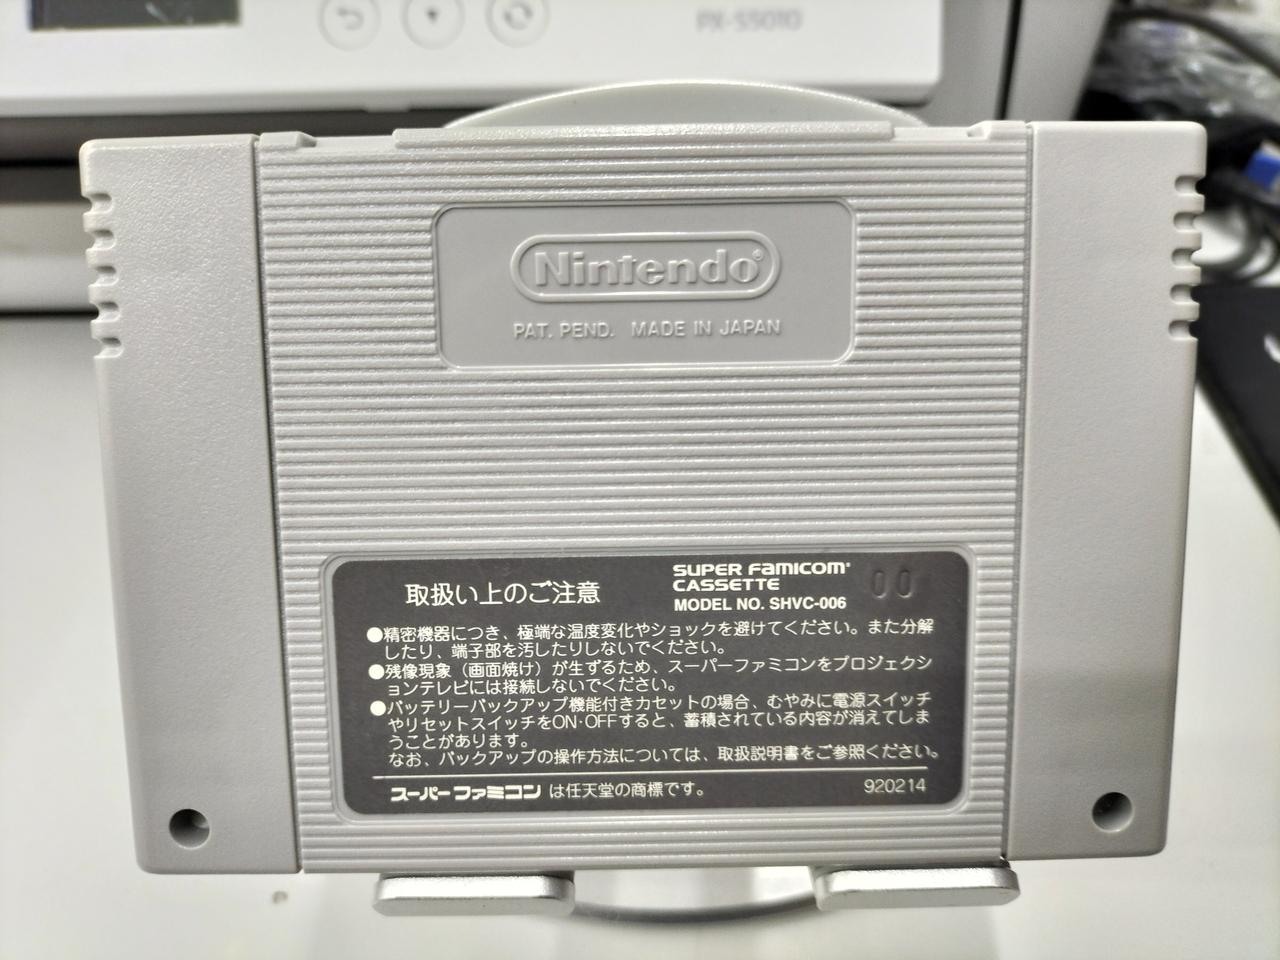 PX-S5010
Nintendo®
PAT. PEND. MADE IN JAPAN
取扱い上のご注意
SUPER FAMICOM®
CASSETTE
MODEL NO. SHVC-006
00
●精密機器につき、極端な温度変化やショックを避けてください。また分解
したり、端子部を汚したりしないでください。
●残像現象（画面焼け）が生ずるため、スーパーファミコンをプロジェクシ
ョンテレビには接続しないでください。
●バッテリーバックアップ機能付きカセットの場合、むやみに電源スイッチ
やリセットスイッチをON・OFFすると、蓄積されている内容が消えてしま
うことがあります。
なお、バックアップの操作方法については、取扱説明書をご参照ください。
スーパーファミコン は任天堂の商標です。
920214